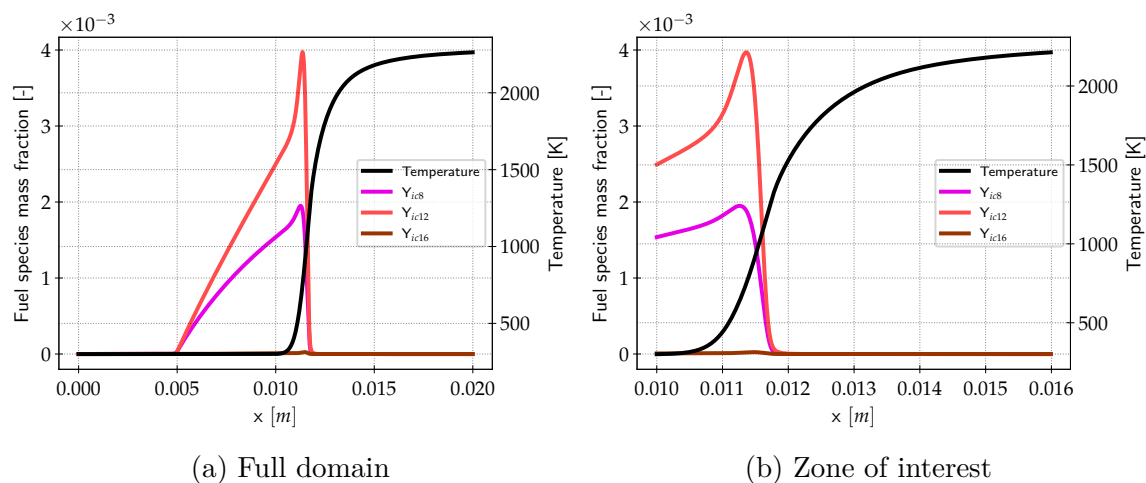 ×10⁻³
4
3
2
1
0
Fuel species mass fraction [-]
0.000
0.005
0.010
0.015
0.020
x [m]
2000
1500
1000
500
Temperature [K]
Temperature
Y_ic8
Y_ic12
Y_ic16
(a) Full domain
×10⁻³
4
3
2
1
0
Fuel species mass fraction [-]
0.010
0.011
0.012
0.013
0.014
0.015
0.016
x [m]
2000
1500
1000
500
Temperature [K]
Temperature
Y_ic8
Y_ic12
Y_ic16
(b) Zone of interest